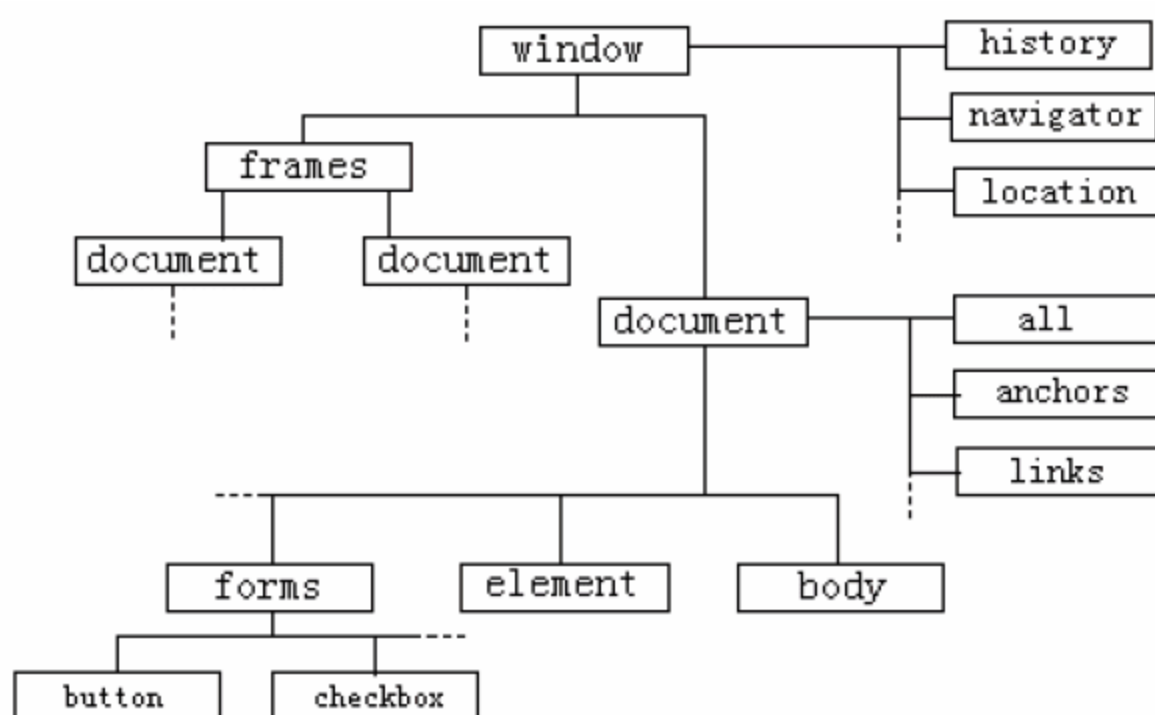 window
history
navigator
frames
location
document
document
document
all
anchors
links
forms
element
body
button
checkbox